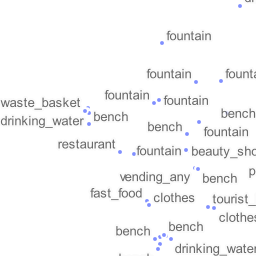 fountain
fountain
fount
fountain
fountain
waste_basket
bench
bench
drinking_water
bench
fountain
restaurant
fountain
beauty_sho
vending_any
bench
p
fast_food
clothes
tourist_
clothes
bench
bench
drinking_water